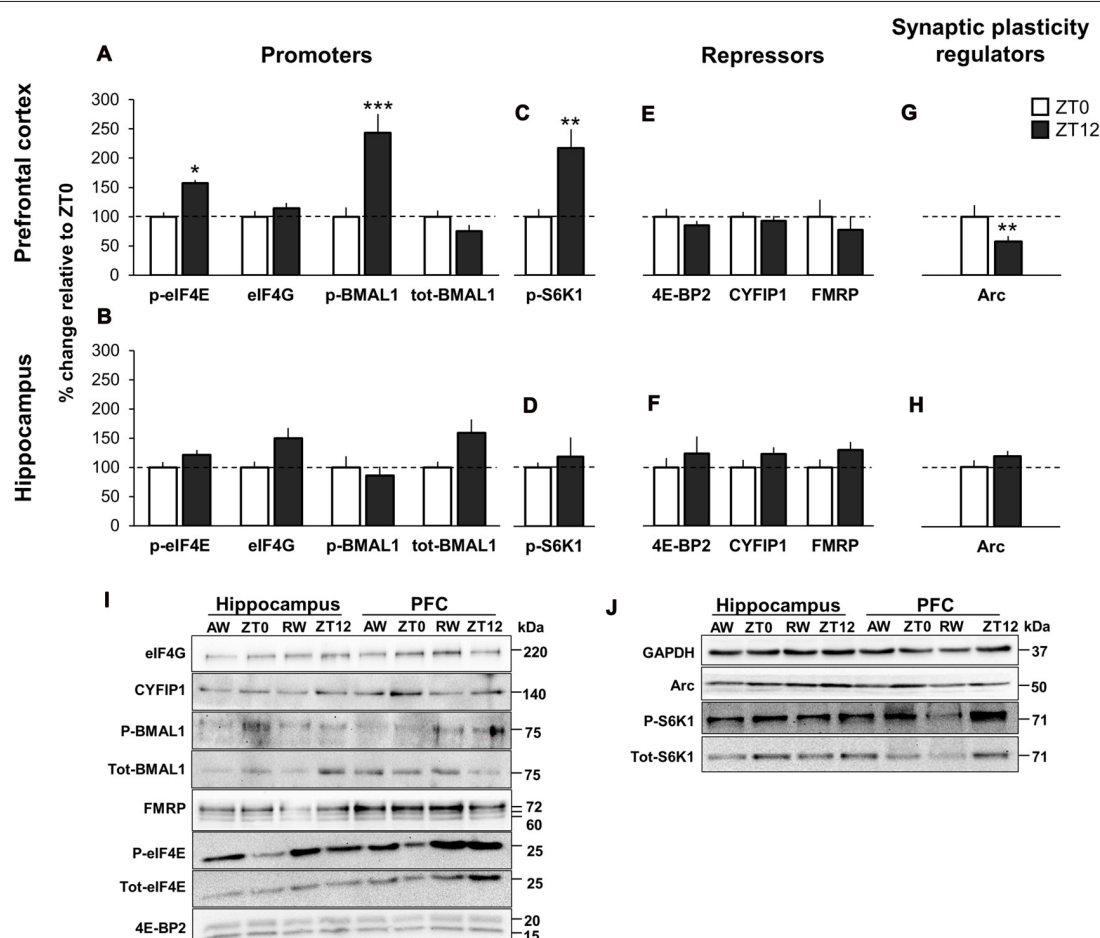 Promoters
Repressors
Synaptic plasticity
regulators
ZT0
ZT12
Prefrontal cortex
Hippocampus
% change relative to ZT0
A
300
250
200
150
100
50
0
*
***
p-eIF4E eIF4G p-BMAL1 tot-BMAL1
C
**
p-S6K1
E
4E-BP2 CYFIP1 FMRP
G
**
Arc
B
300
250
200
150
100
50
0
p-eIF4E eIF4G p-BMAL1 tot-BMAL1
D
p-S6K1
F
4E-BP2 CYFIP1 FMRP
H
Arc
I
Hippocampus PFC
AW ZT0 RW ZT12 AW ZT0 RW ZT12 kDa
eIF4G 220
CYFIP1 140
P-BMAL1 75
Tot-BMAL1 75
FMRP 72
60
P-eIF4E 25
Tot-eIF4E 25
4E-BP2 20
15
J
Hippocampus PFC
AW ZT0 RW ZT12 AW ZT0 RW ZT12 kDa
GAPDH 37
Arc 50
P-S6K1 71
Tot-S6K1 71